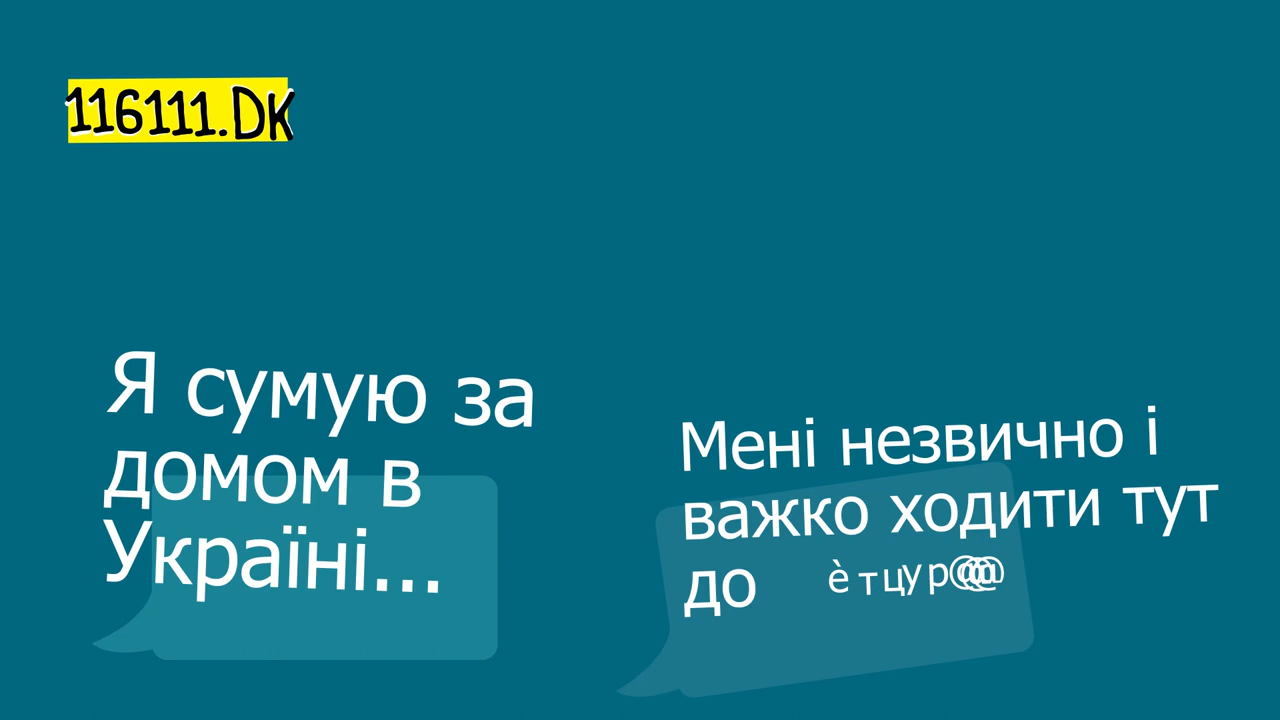 116111.DK
Я сумую за
домом в
Україні...
Мені незвично і
важко ходити тут
до